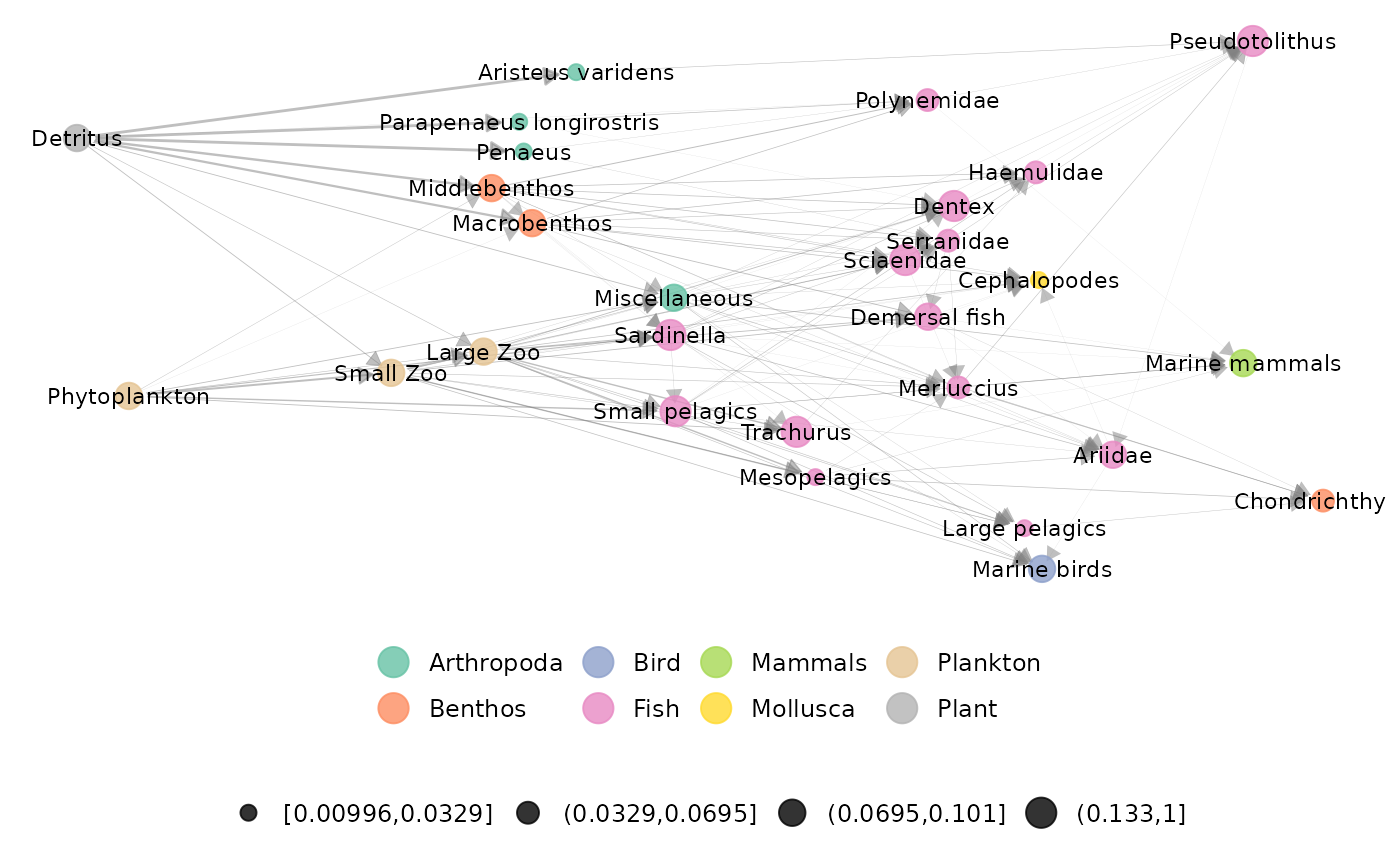 Pseudotolithus
Aristeus varidens
Polynemidae
Parapenaeus longirostris
Detritus
Penaeus
Haemulidae
Middlebenthos
Dentex
Macrobenthos
Serranidae
Sciaenidae
Cephalopodes
Miscellaneous
Demersal fish
Sardinella
Large Zoo
Marine mammals
Small Zoo
Merluccius
Phytoplankton
Small pelagics
Trachurus
Ariidae
Mesopelagics
Chondrichthy
Large pelagics
Marine birds
Arthropoda Bird Mammals Plankton
Benthos Fish Mollusca Plant
[0.00996,0.0329] (0.0329,0.0695] (0.0695,0.101] (0.133,1]